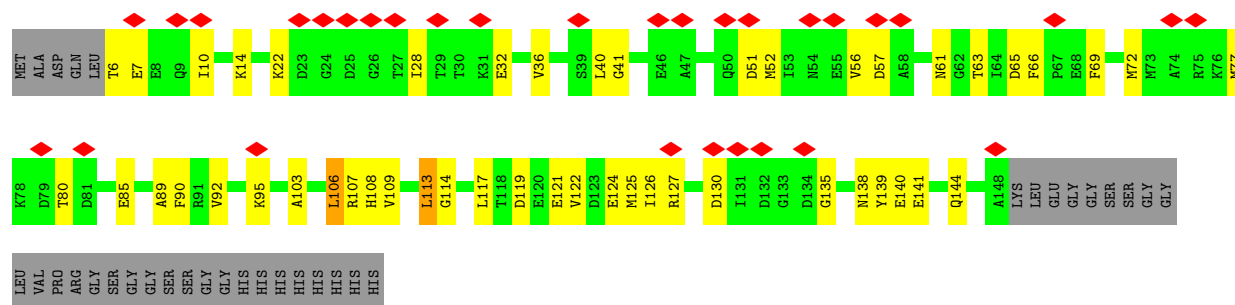 MET ALA ASP GLN LEU T6 E7 E8 Q9 I10 K14 K22 D23 G24 D25 G26 T27 I28 T29 T30 K31 E32 V36 S39 L40 G41 E46 A47 Q50 D51 M52 I53 N54 E55 V56 D57 A58 N61 G62 T63 I64 D65 F66 P67 E68 F69 M72 M73 A74 R75 K76 M77
K78 D79 T80 D81 E85 A89 F90 R91 V92 K95 A103 L106 R107 H108 V109 L113 G114 L117 T118 D119 E120 E121 V122 D123 E124 M125 I126 R127 D130 I131 D132 G133 D134 G135 N138 Y139 E140 E141 Q144 A148 LYS LEU GLU GLY GLY SER SER GLY GLY
LEU VAL PRO ARG GLY SER GLY GLY SER SER GLY GLY HIS HIS HIS HIS HIS HIS HIS HIS